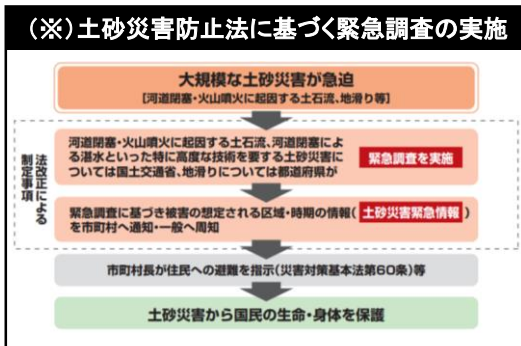 (※)土砂災害防止法に基づく緊急調査の実施
大規模な土砂災害が急迫
[河道閉塞・火山噴火に起因する土石流、地滑り等]
法改正による
制定事項
河道閉塞・火山噴火に起因する土石流、河道閉塞によ
る湛水といった特に高度な技術を要する土砂災害に
ついては国土交通省、地滑りについては都道府県が
緊急調査を実施
緊急調査に基づき被害の想定される区域・時期の情報(土砂災害緊急情報)
を市町村へ通知・一般へ周知
市町村長が住民への避難を指示(災害対策基本法第60条)等
土砂災害から国民の生命・身体を保護